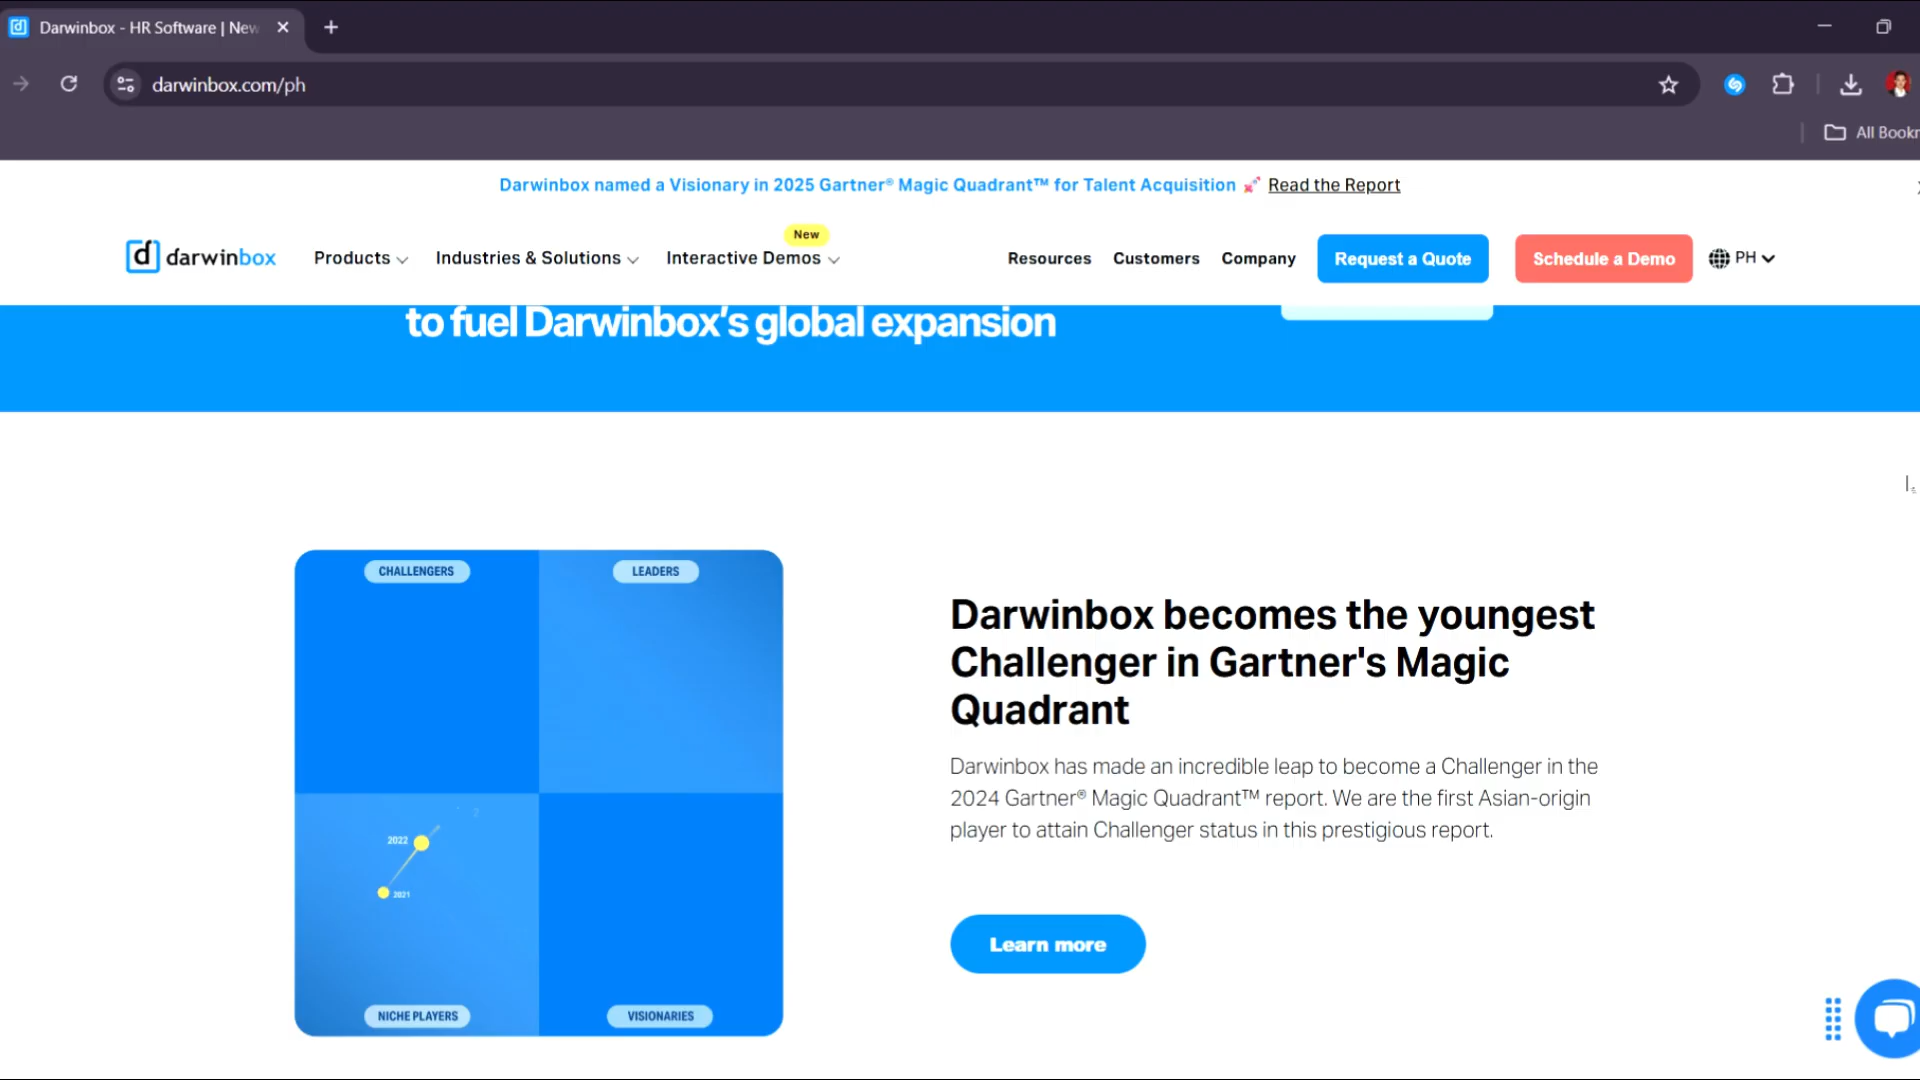 Darwinbox - HR Software | New
darwinbox.com/ph
All Bookr
Darwinbox named a Visionary in 2025 Gartner® Magic Quadrant™ for Talent Acquisition 🚀 Read the Report
New
darwinbox Products Industries & Solutions Interactive Demos Resources Customers Company Request a Quote Schedule a Demo PH
to fuel Darwinbox's global expansion
CHALLENGERS LEADERS
Darwinbox becomes the youngest
Challenger in Gartner's Magic
Quadrant
Darwinbox has made an incredible leap to become a Challenger in the
2024 Gartner® Magic Quadrant™ report. We are the first Asian-origin
player to attain Challenger status in this prestigious report.
2022
2021
Learn more
NICHE PLAYERS VISIONARIES